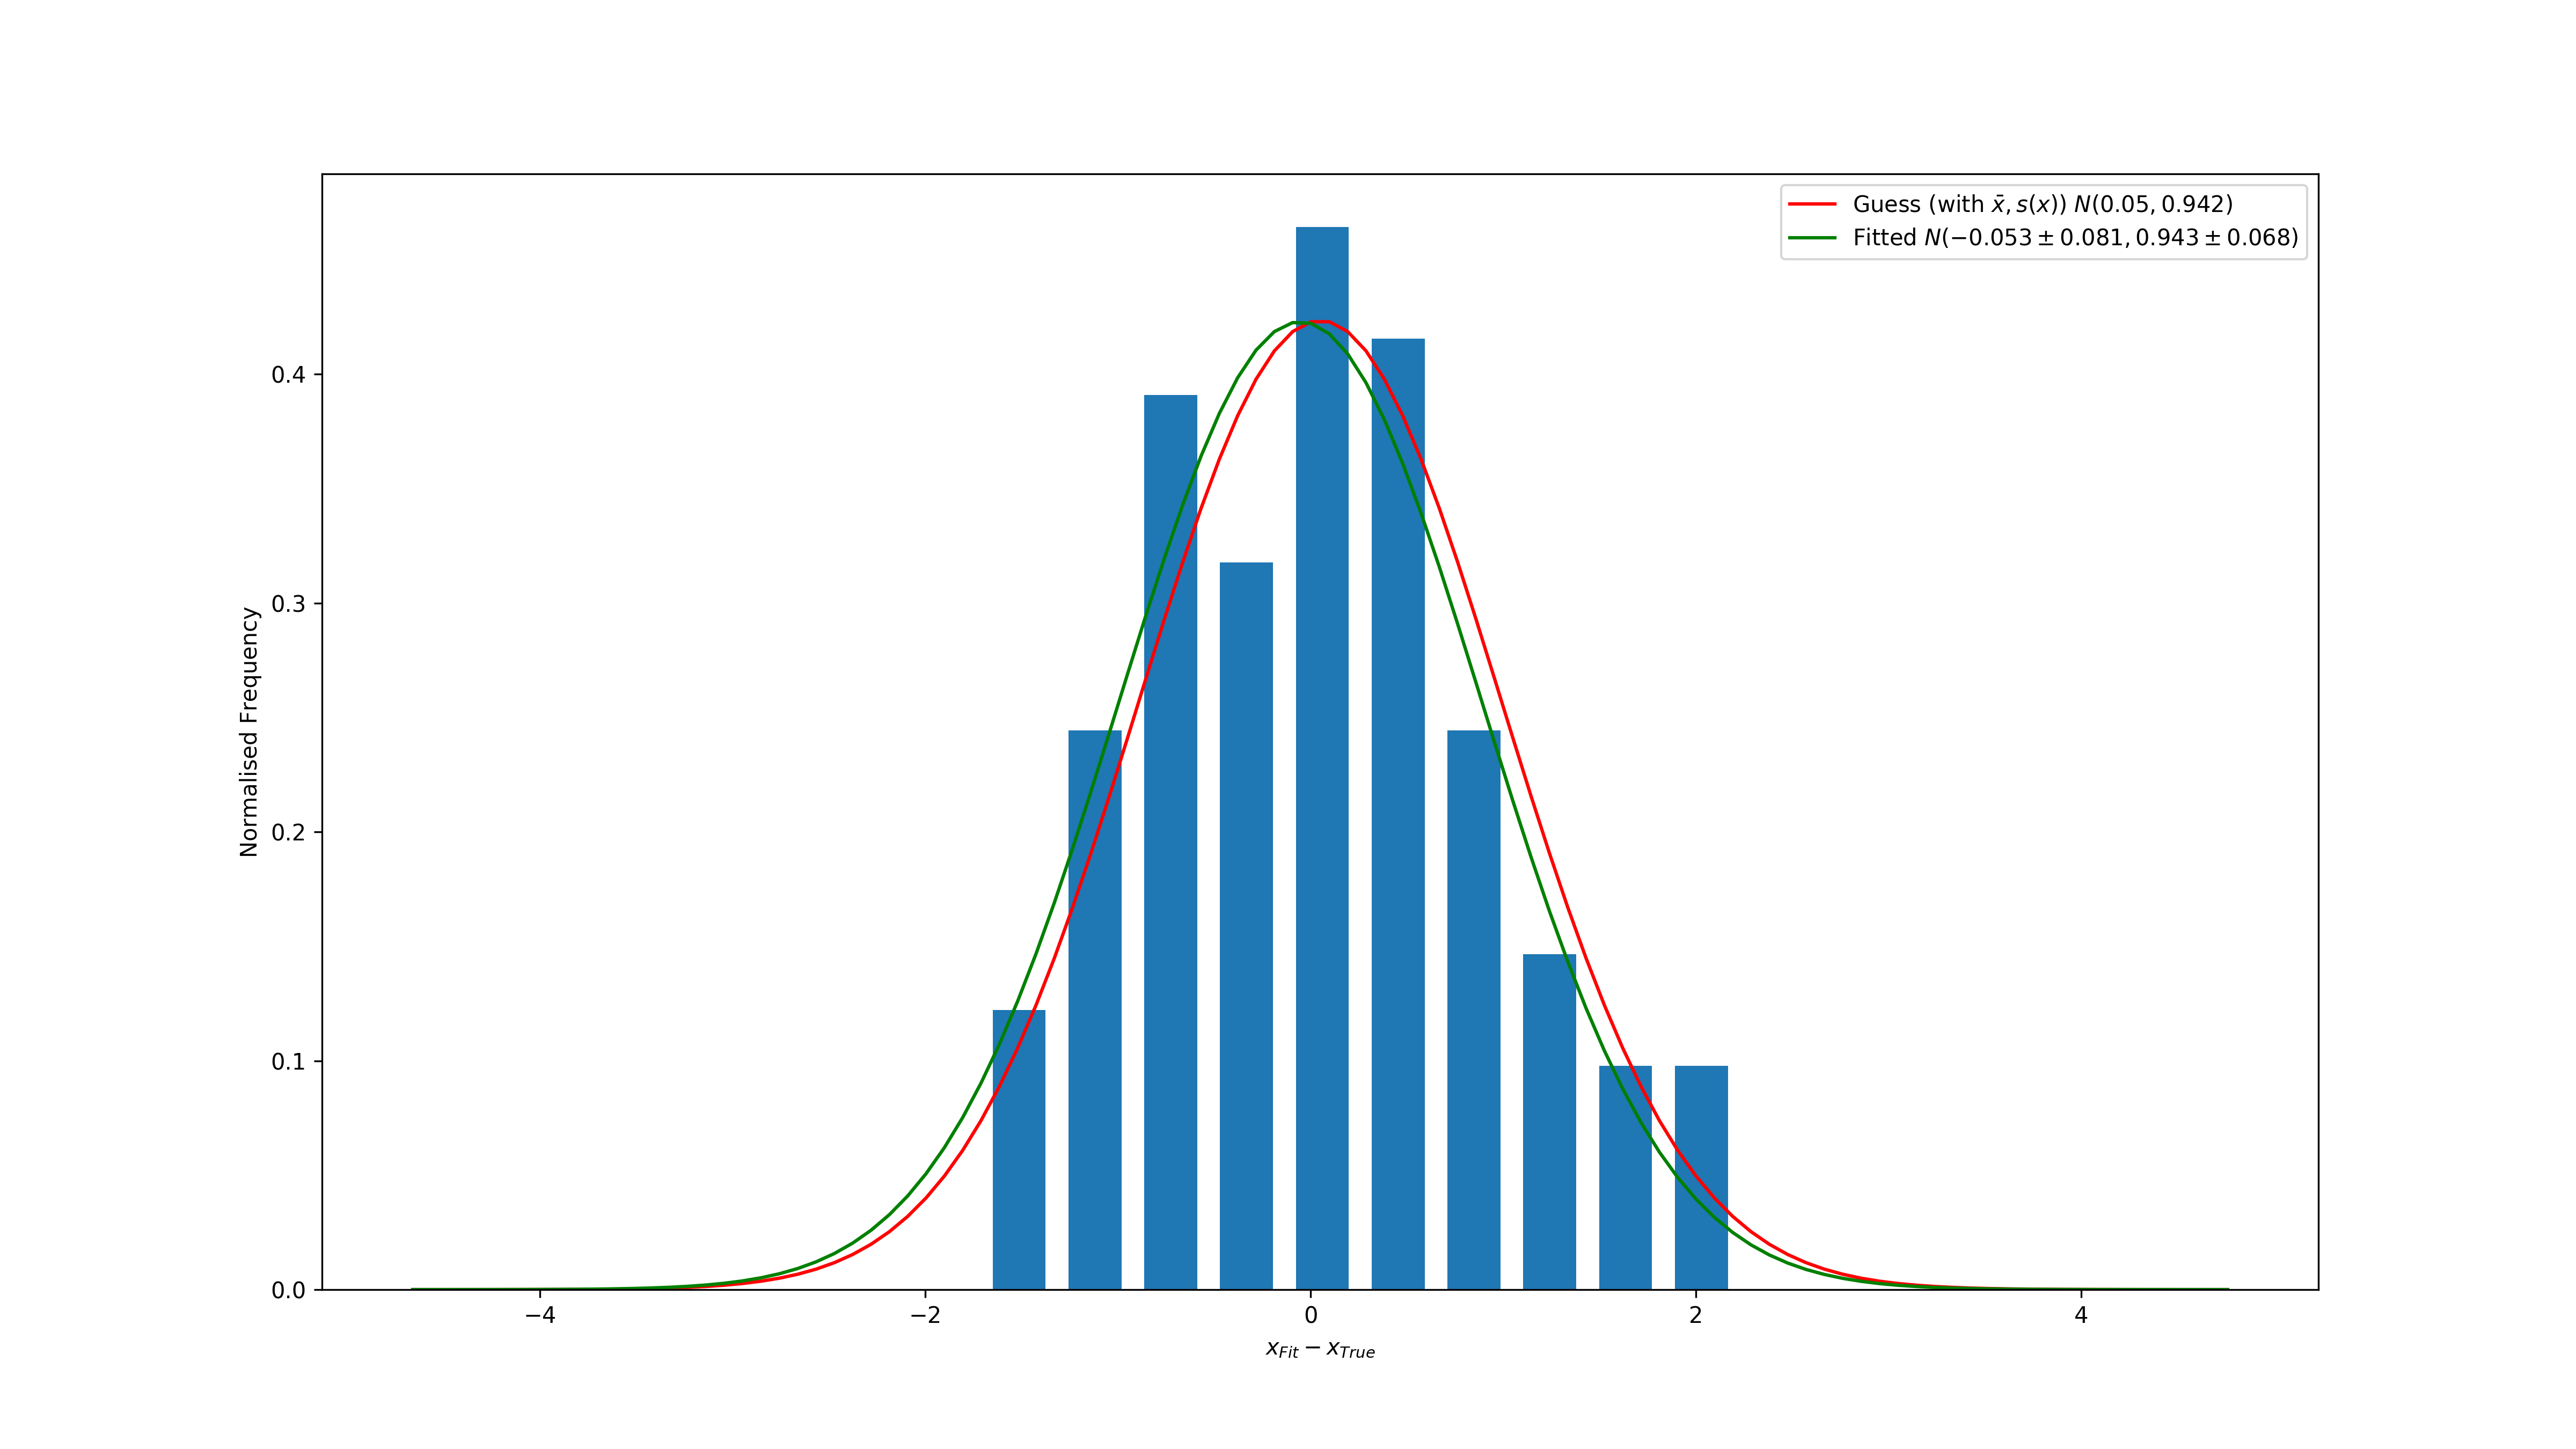 Guess (with x̄, s(x)) N(0.05, 0.942)
Fitted N(−0.053 ± 0.081, 0.943 ± 0.068)
Normalised Frequency
0.4
0.3
0.2
0.1
0.0
−4 −2 0 2 4
x_Fit − x_True